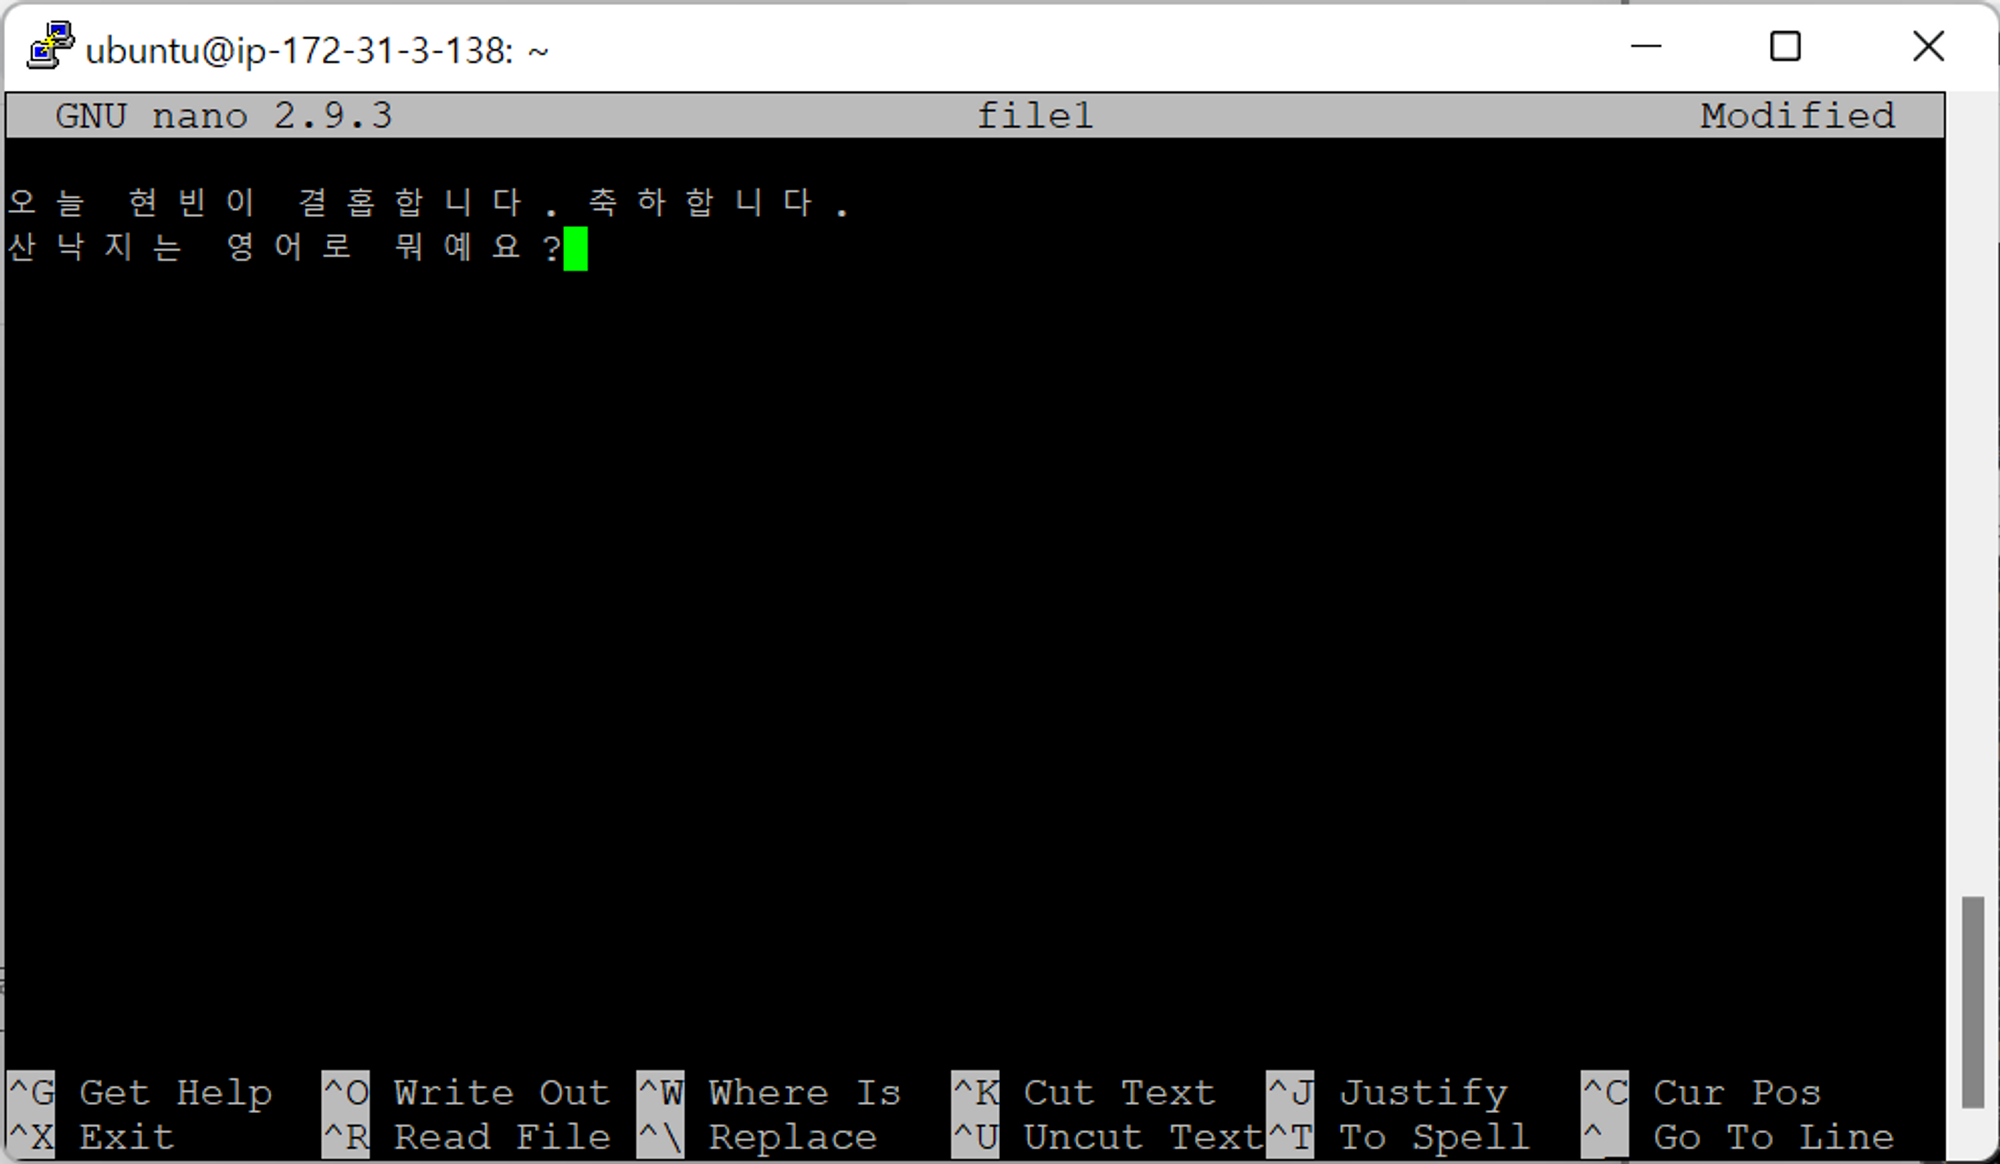 ubuntu@ip-172-31-3-138: ~
GNU nano 2.9.3 file1 Modified
오늘 현빈이 결홉합니다. 축하합니다.
산낙지는 영어로 뭐예요?
^G Get Help ^O Write Out ^W Where Is ^K Cut Text ^J Justify ^C Cur Pos
^X Exit ^R Read File ^\ Replace ^U Uncut Text ^T To Spell ^_ Go To Line